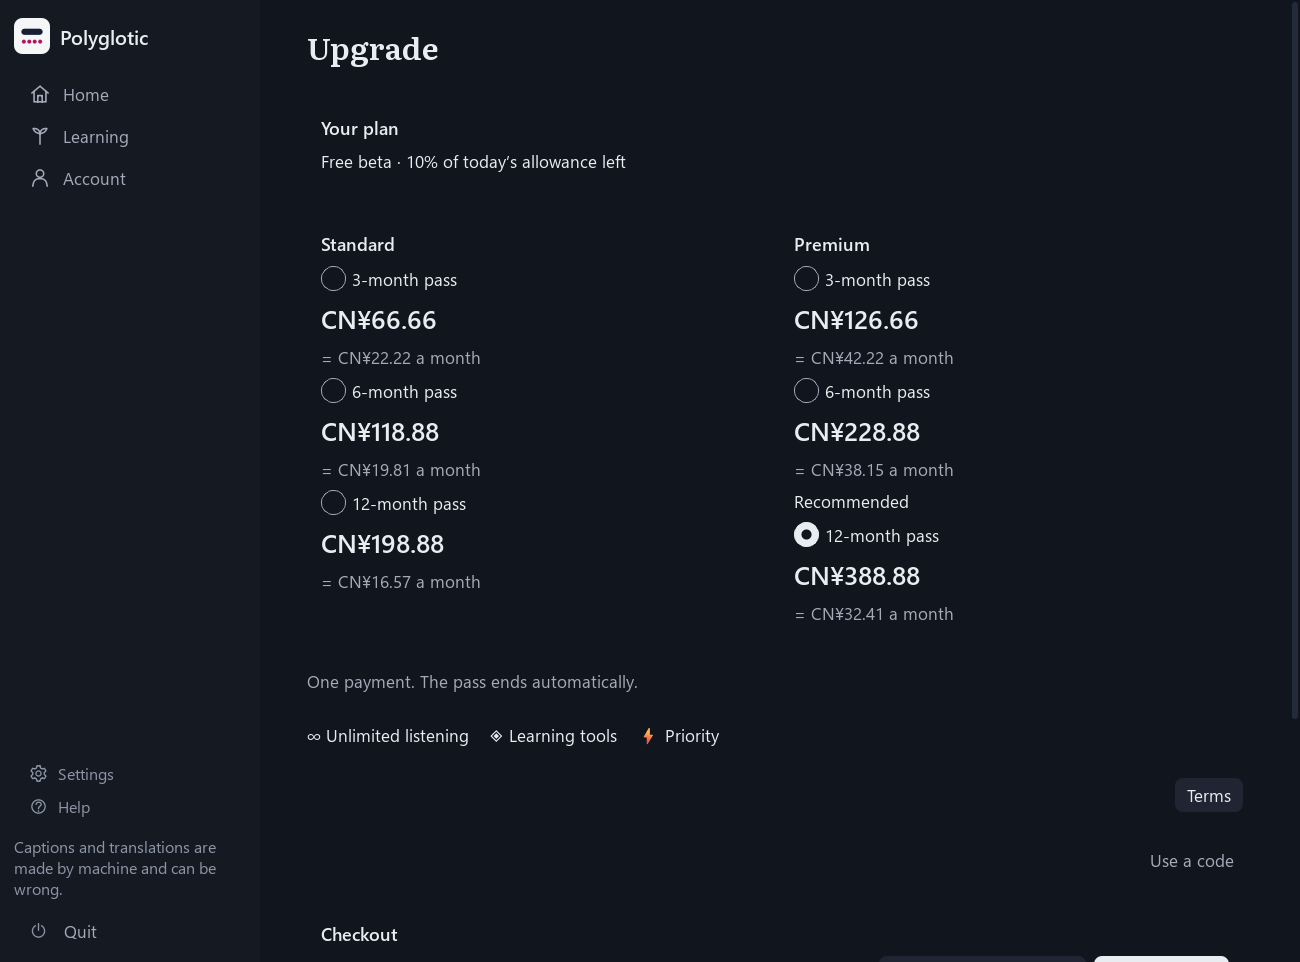 Polyglotic
Home
Learning
Account
Settings
Help
Captions and translations are
made by machine and can be
wrong.
Quit
Upgrade
Your plan
Free beta · 10% of today’s allowance left
Standard
3-month pass
CN¥66.66
= CN¥22.22 a month
6-month pass
CN¥118.88
= CN¥19.81 a month
12-month pass
CN¥198.88
= CN¥16.57 a month
Premium
3-month pass
CN¥126.66
= CN¥42.22 a month
6-month pass
CN¥228.88
= CN¥38.15 a month
Recommended
12-month pass
CN¥388.88
= CN¥32.41 a month
One payment. The pass ends automatically.
∞ Unlimited listening ◈ Learning tools ⚡ Priority
Terms
Use a code
Checkout